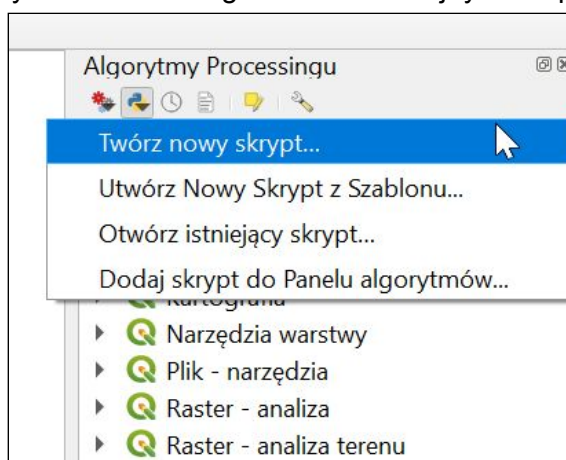 Algorytmy Processingu
Twórz nowy skrypt...
Utwórz Nowy Skrypt z Szablonu...
Otwórz istniejący skrypt...
Dodaj skrypt do Panelu algorytmów...
Kartografia
Narzędzia warstwy
Plik - narzędzia
Raster - analiza
Raster - analiza terenu